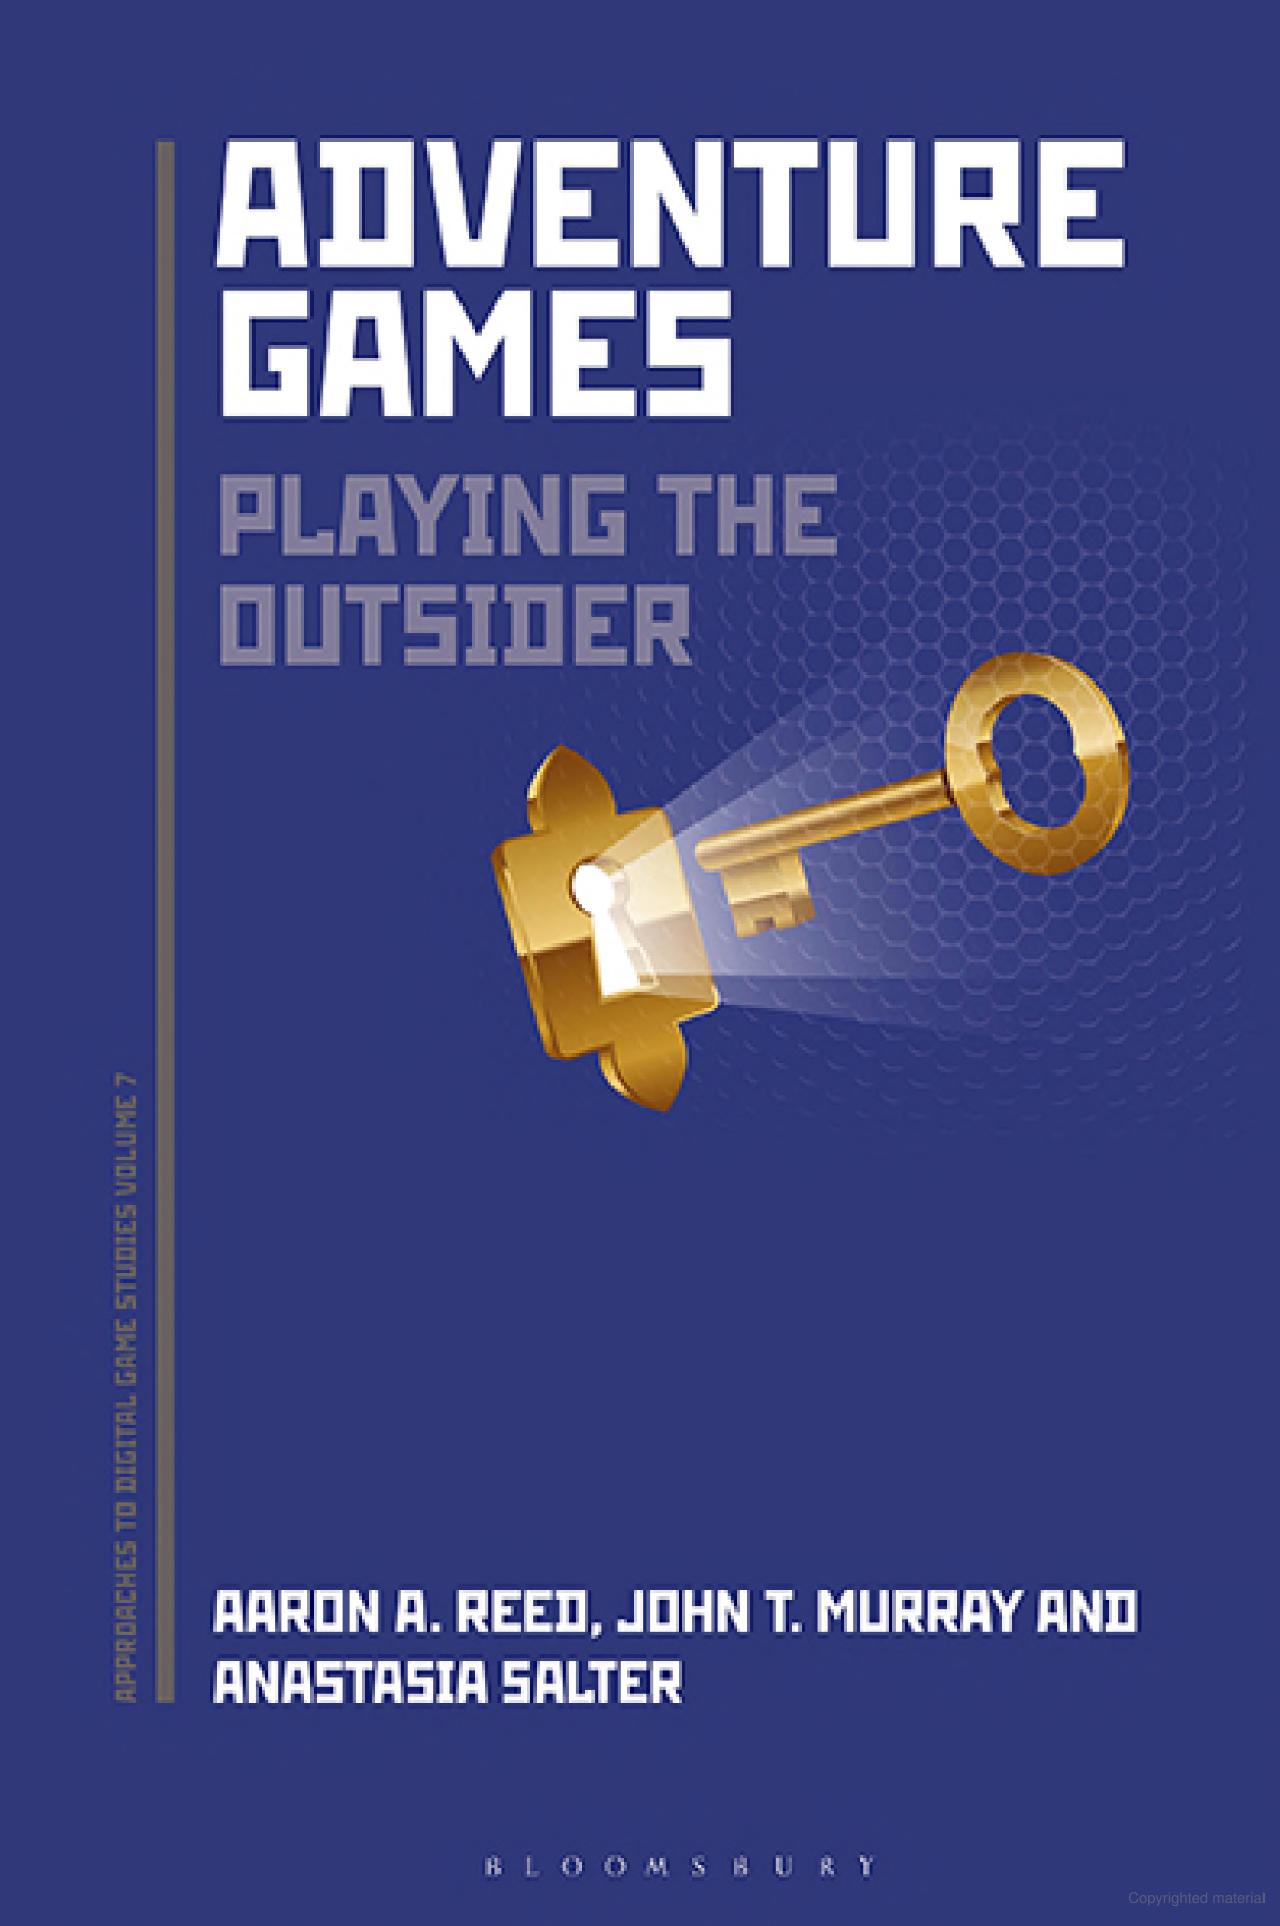 ADVENTURE
GAMES
PLAYING THE
OUTSIDER
APPROACHES TO DIGITAL GAME STUDIES VOLUME 7
AARON A. REED, JOHN T. MURRAY AND
ANASTASIA SALTER
BLOOMSBURY
Copyrighted material